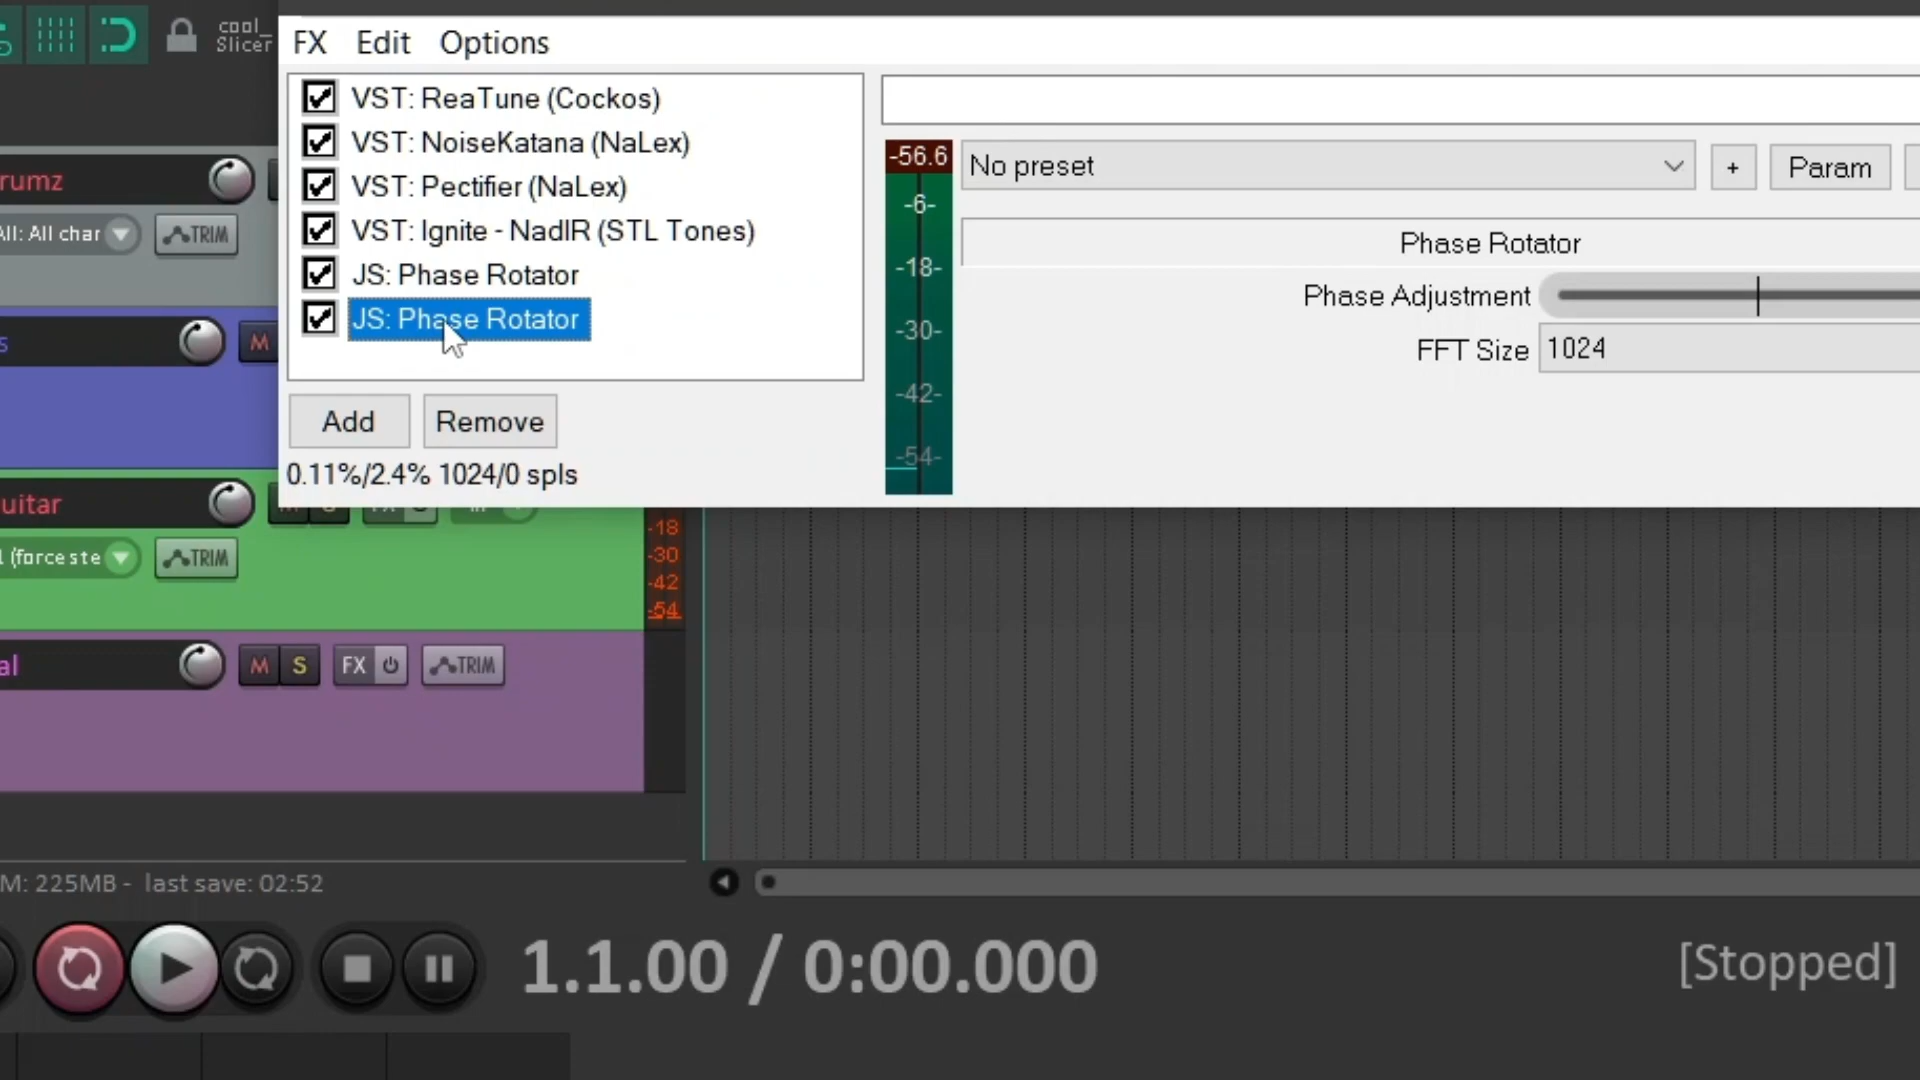 cool_
Slicer
FX Edit Options
VST: ReaTune (Cockos)
VST: NoiseKatana (NaLex)
VST: Pectifier (NaLex)
VST: Ignite - NadIR (STL Tones)
JS: Phase Rotator
JS: Phase Rotator
Add Remove
0.11%/2.4% 1024/0 spls
-56.6
-6-
-18-
-30-
-42-
-54-
No preset
+
Param
Phase Rotator
Phase Adjustment
FFT Size 1024
rumz
All: All char
TRIM
s
M
uitar
l (force ste
TRIM
-18
-30
-42
-54
al
M S FX TRIM
M: 225MB - last save: 02:52
1.1.00 / 0:00.000
[Stopped]